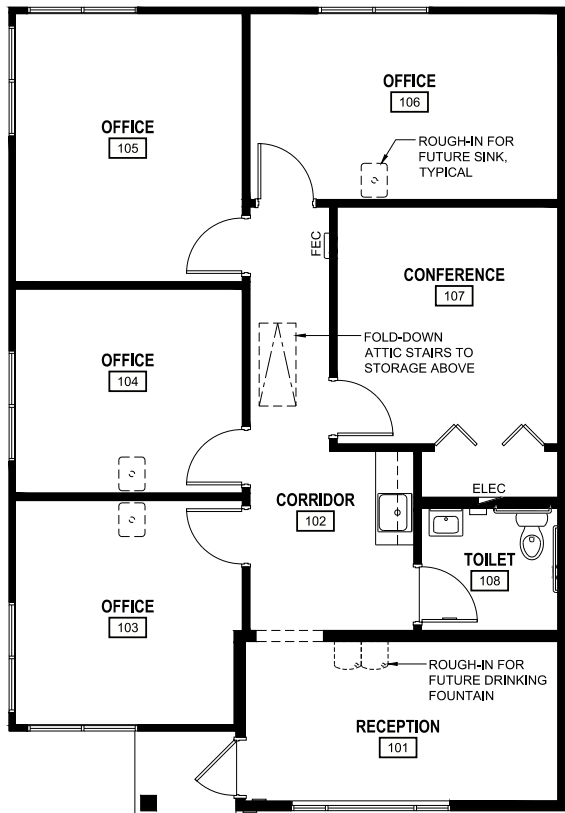 OFFICE
106
ROUGH-IN FOR
FUTURE SINK,
TYPICAL
OFFICE
105
FEC
CONFERENCE
107
FOLD-DOWN
ATTIC STAIRS TO
STORAGE ABOVE
OFFICE
104
ELEC
CORRIDOR
102
TOILET
108
OFFICE
103
ROUGH-IN FOR
FUTURE DRINKING
FOUNTAIN
RECEPTION
101